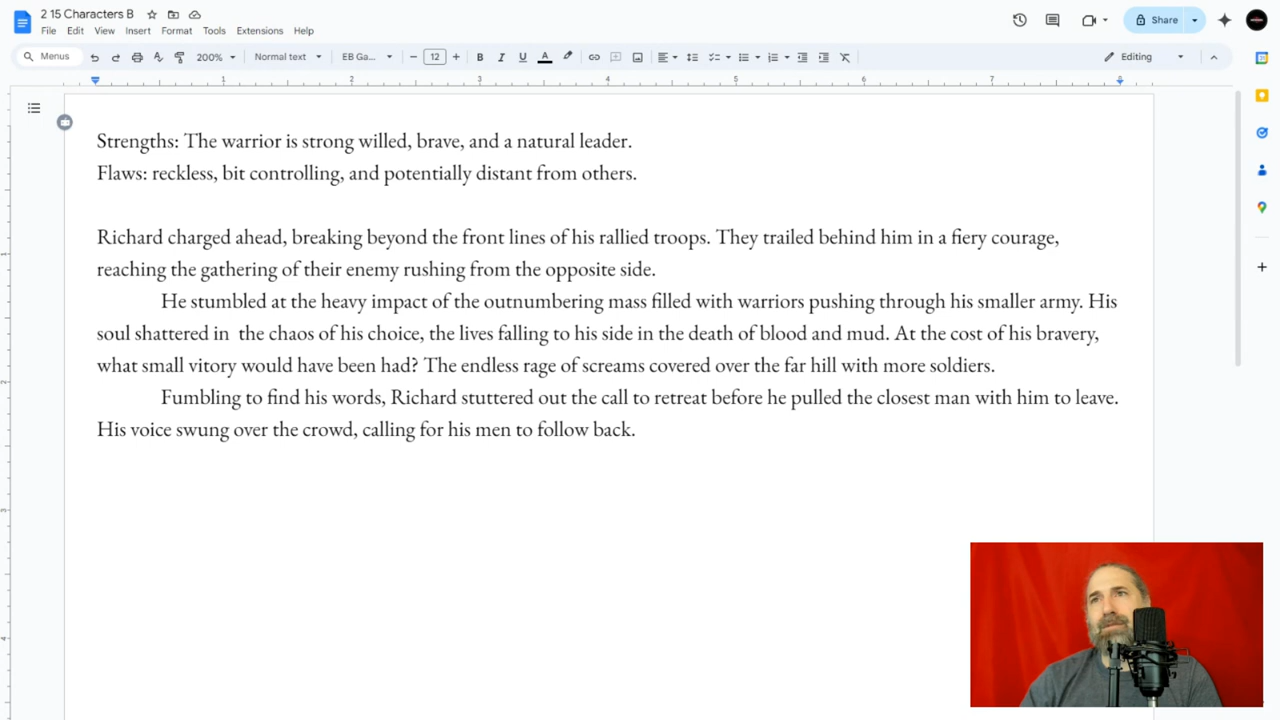 2 15 Characters B
File Edit View Insert Format Tools Extensions Help
Share
Menus 200% Normal text EB Ga... 12 B I U A Editing
1 2 3 4 5 6 7 8
Strengths: The warrior is strong willed, brave, and a natural leader.
Flaws: reckless, bit controlling, and potentially distant from others.
Richard charged ahead, breaking beyond the front lines of his rallied troops. They trailed behind him in a fiery courage,
reaching the gathering of their enemy rushing from the opposite side.
He stumbled at the heavy impact of the outnumbering mass filled with warriors pushing through his smaller army. His
soul shattered in  the chaos of his choice, the lives falling to his side in the death of blood and mud. At the cost of his bravery,
what small vitory would have been had? The endless rage of screams covered over the far hill with more soldiers.
Fumbling to find his words, Richard stuttered out the call to retreat before he pulled the closest man with him to leave.
His voice swung over the crowd, calling for his men to follow back.